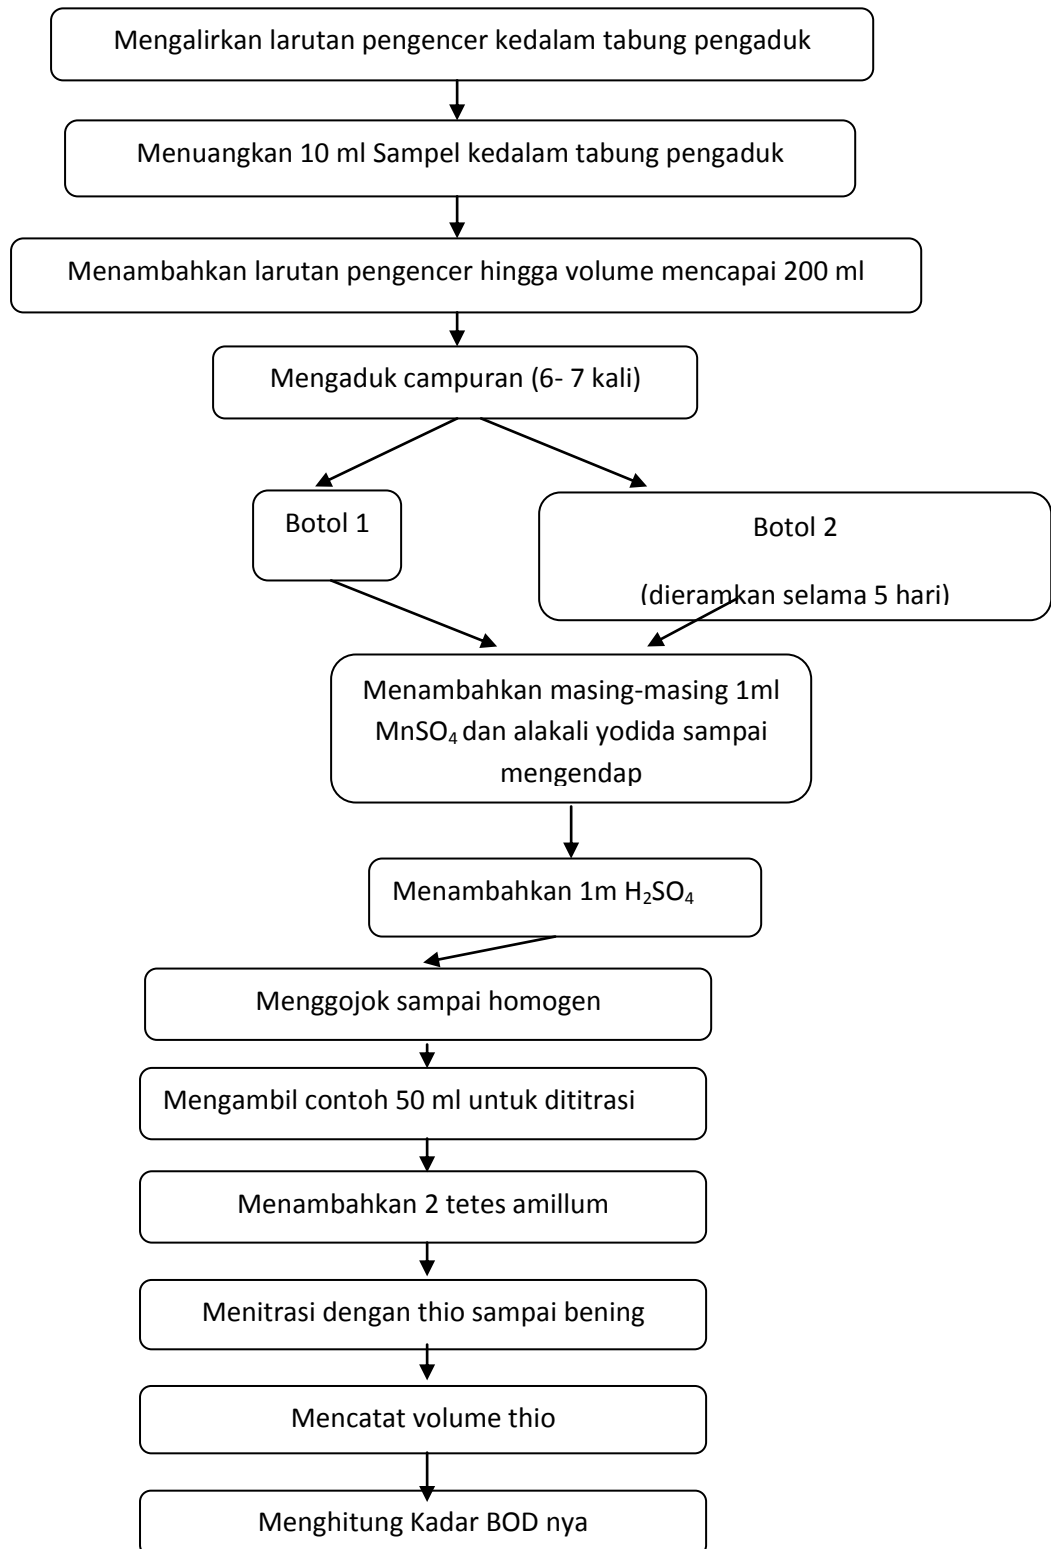 Mengalirkan larutan pengencer kedalam tabung pengaduk
Menuangkan 10 ml Sampel kedalam tabung pengaduk
Menambahkan larutan pengencer hingga volume mencapai 200 ml
Mengaduk campuran (6- 7 kali)
Botol 1
Botol 2
(dieramkan selama 5 hari)
Menambahkan masing-masing 1ml
MnSO₄ dan alakali yodida sampai
mengendap
Menambahkan 1m H₂SO₄
Menggojok sampai homogen
Mengambil contoh 50 ml untuk dititrasi
Menambahkan 2 tetes amillum
Menitrasi dengan thio sampai bening
Mencatat volume thio
Menghitung Kadar BOD nya